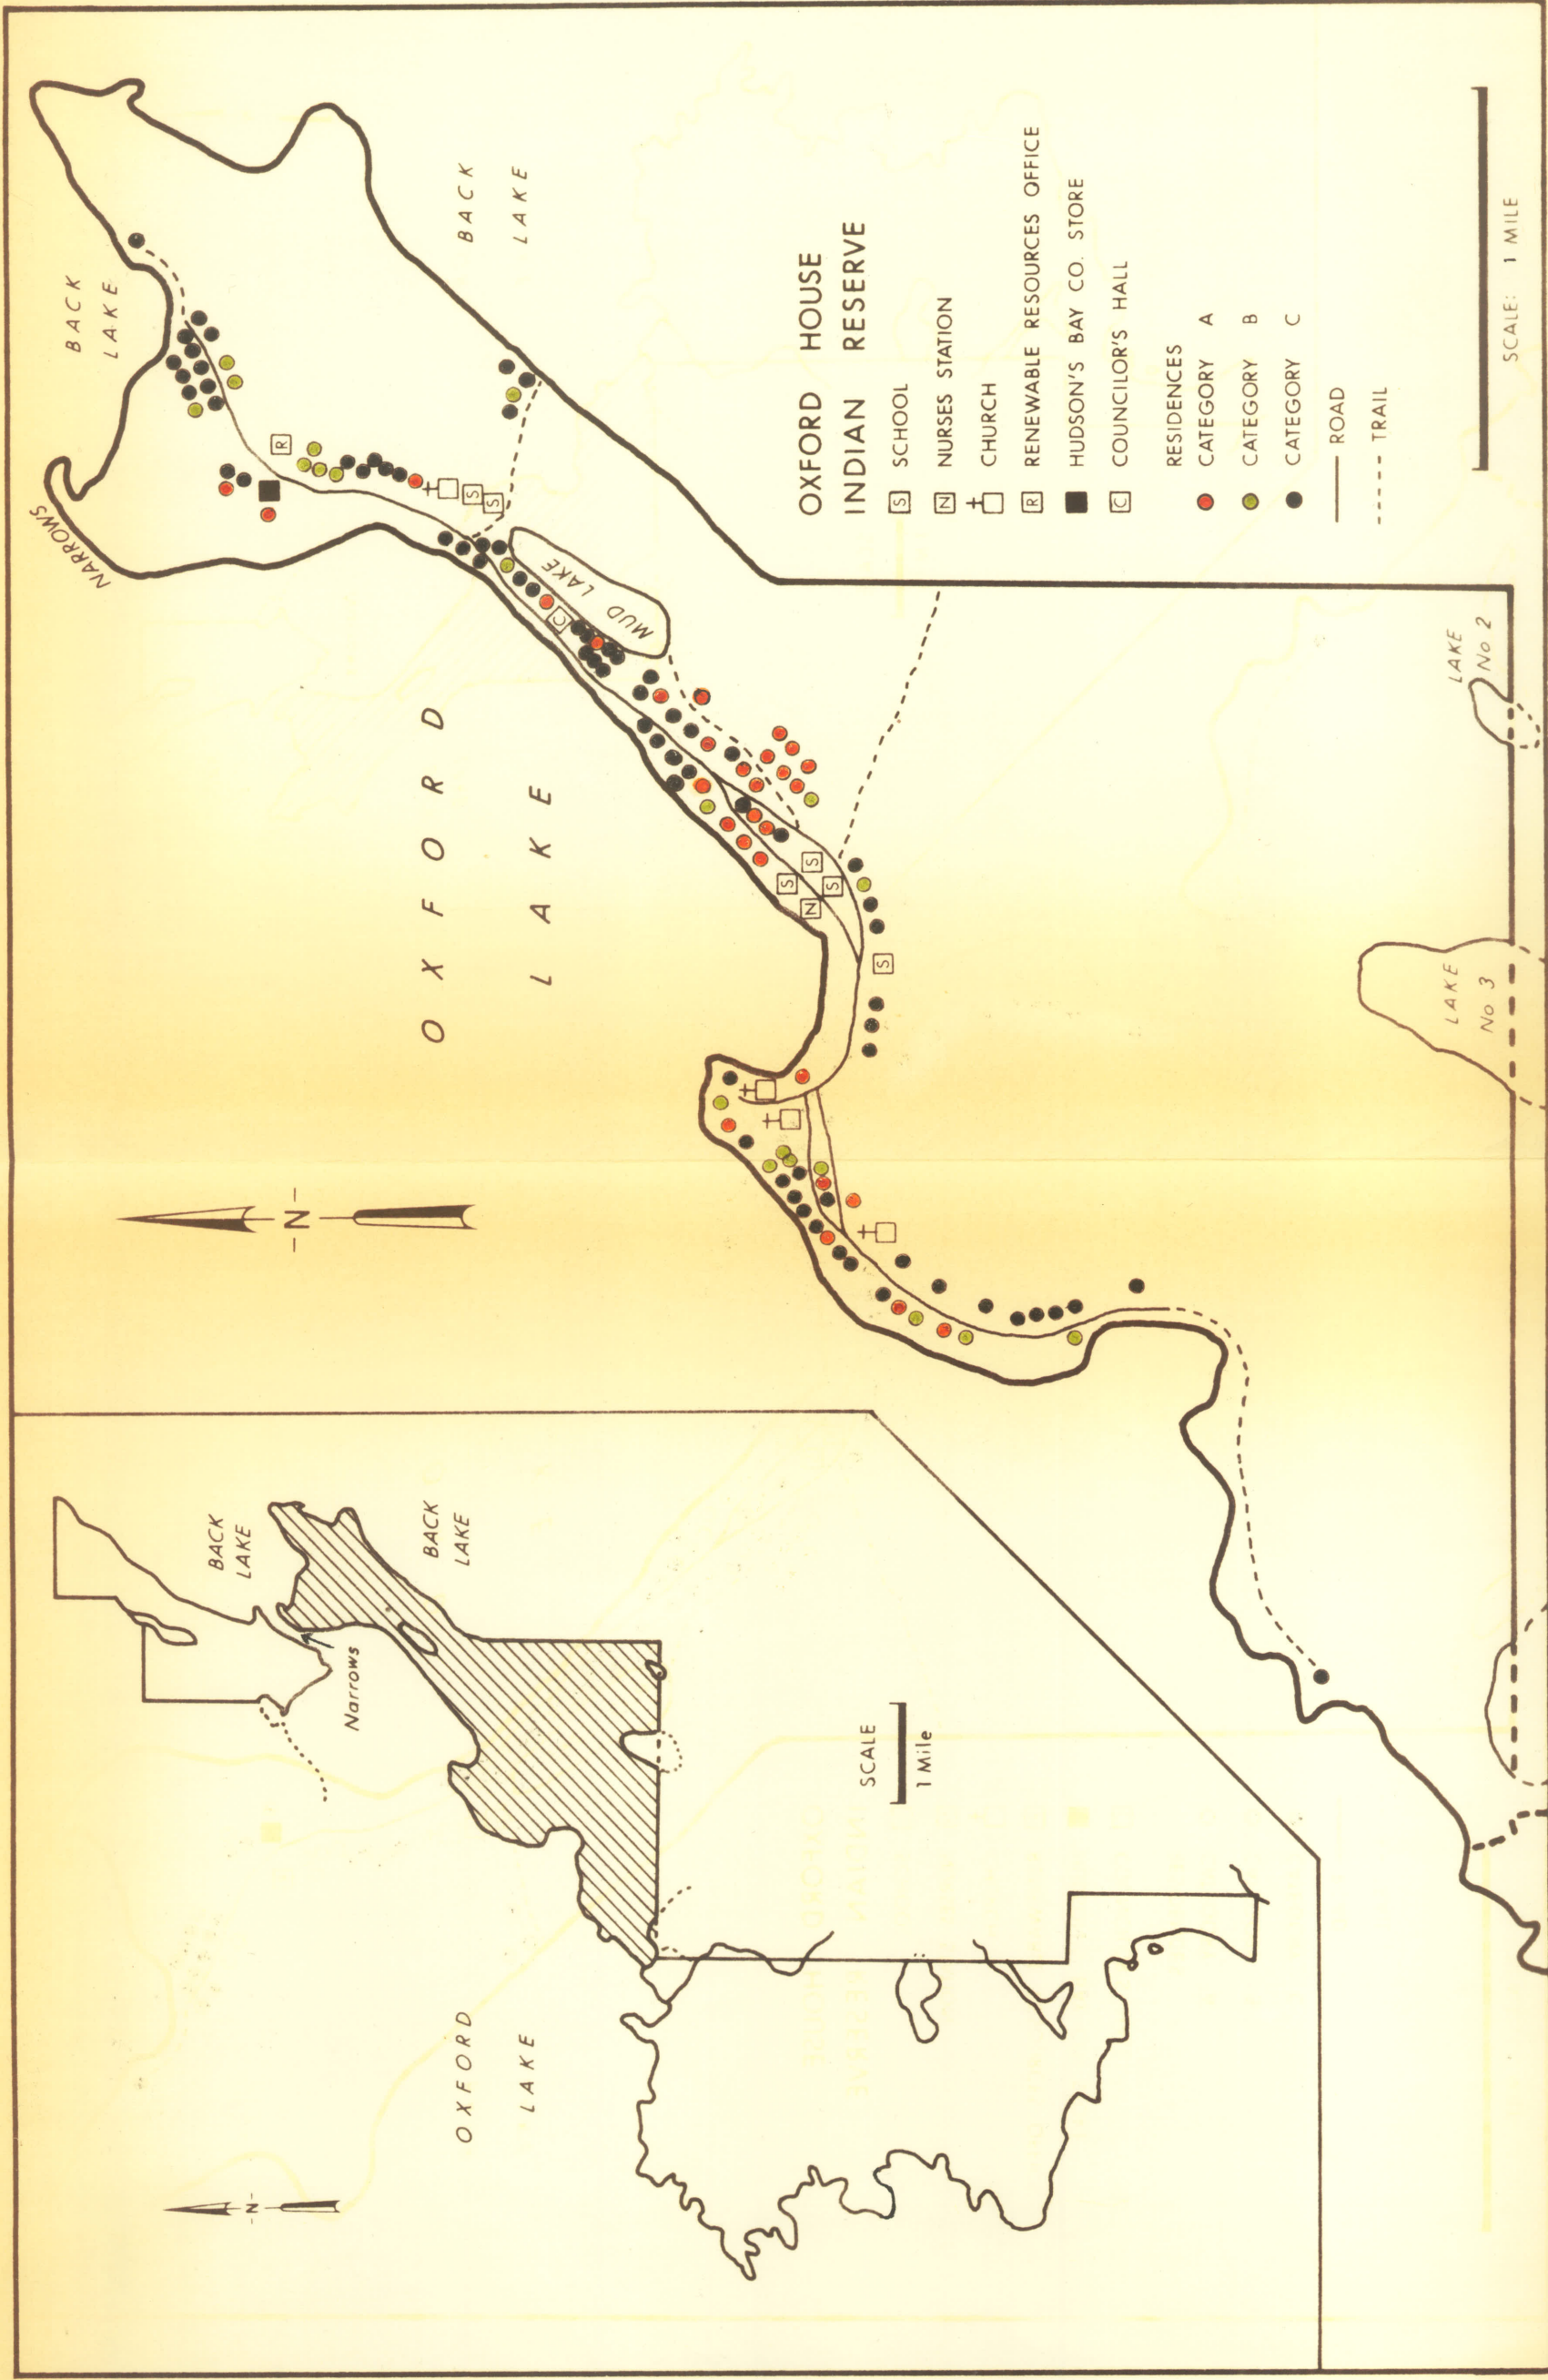 OXFORD HOUSE
INDIAN RESERVE
S SCHOOL
N NURSES STATION
CHURCH
R RENEWABLE RESOURCES OFFICE
HUDSON'S BAY CO. STORE
C COUNCILOR'S HALL
RESIDENCES
CATEGORY A
CATEGORY B
CATEGORY C
ROAD
TRAIL
SCALE: 1 MILE
BACK
LAKE
BACK
LAKE
NARROWS
R
S
S
MUD LAKE
C
OXFORD
LAKE
S
S
S
N
S
LAKE
No 2
LAKE
No 3
-N-
BACK
LAKE
BACK
LAKE
Narrows
SCALE
1 Mile
OXFORD
LAKE
-N-